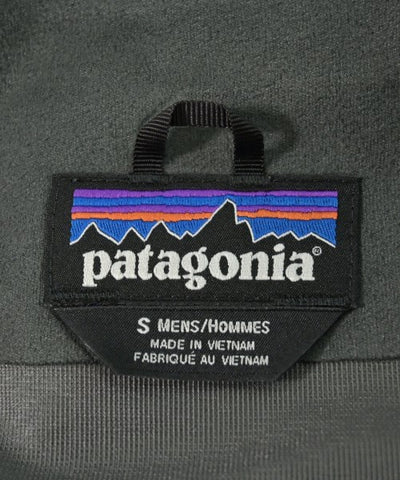 patagonia®
S MENS/HOMMES
MADE IN VIETNAM
FABRIQUÉ AU VIETNAM